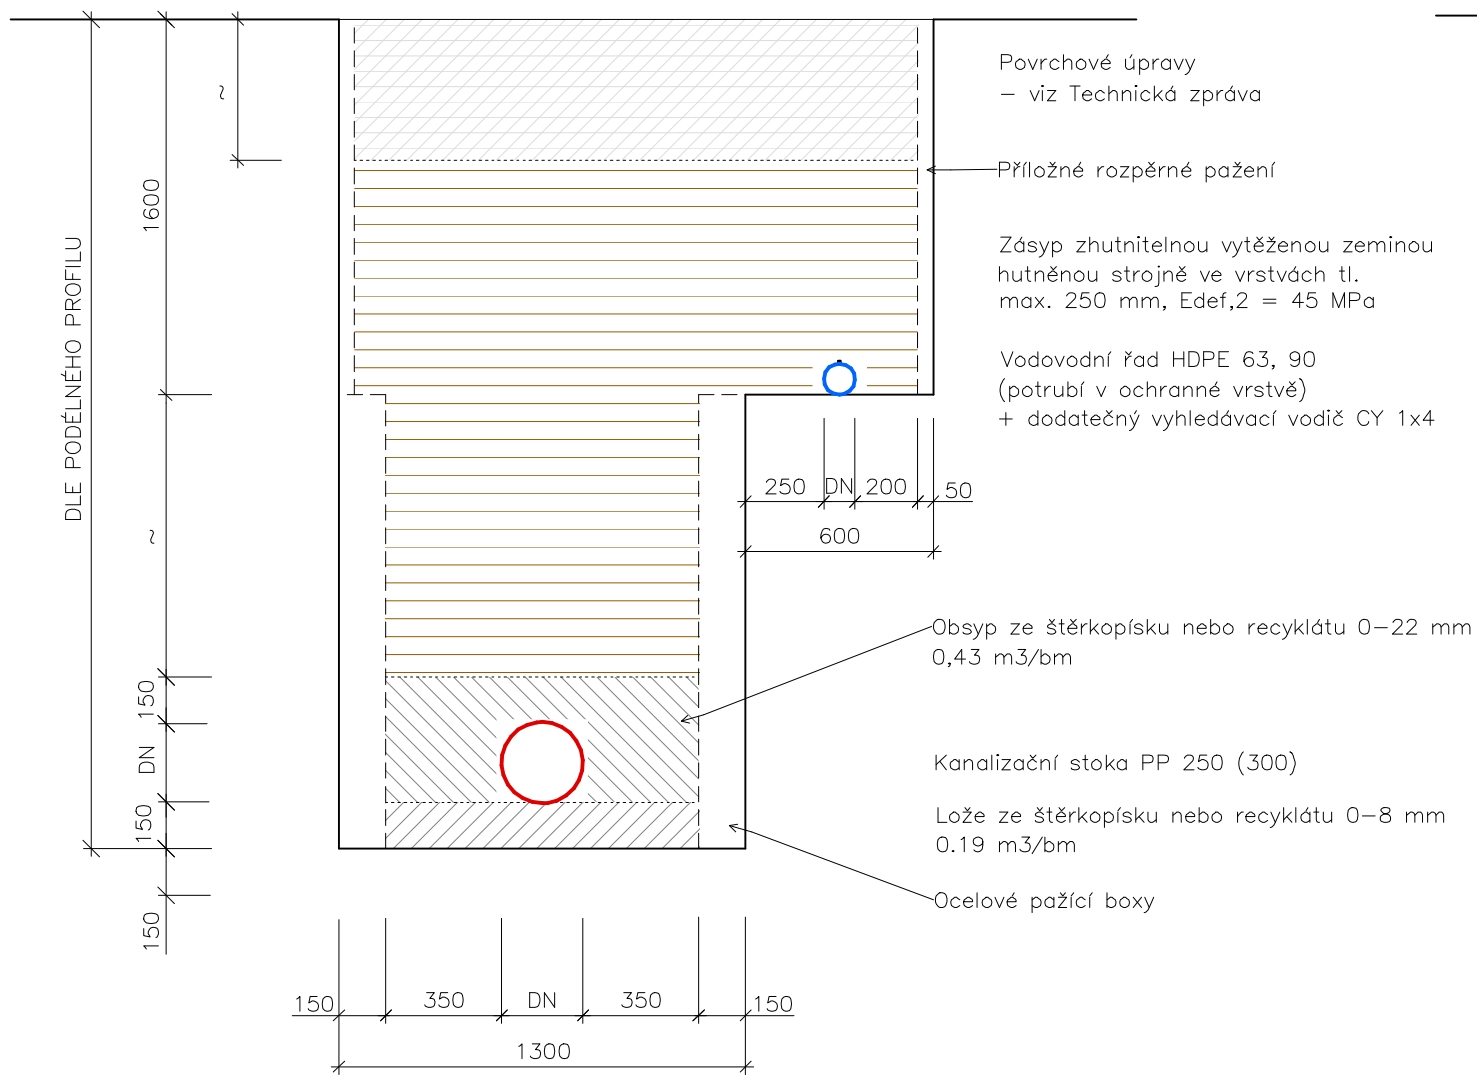 Povrchové úpravy
– viz Technická zpráva
~
Příložné rozpěrné pažení
1600
DLE PODÉLNÉHO PROFILU
Zásyp zhutnitelnou vytěženou zeminou
hutněnou strojně ve vrstvách tl.
max. 250 mm, Edef,2 = 45 MPa
Vodovodní řad HDPE 63, 90
(potrubí v ochranné vrstvě)
+ dodatečný vyhledávací vodič CY 1x4
250 DN 200 50
600
~
Obsyp ze štěrkopísku nebo recyklátu 0–22 mm
0,43 m3/bm
150
DN
150
150
Kanalizační stoka PP 250 (300)
Lože ze štěrkopísku nebo recyklátu 0–8 mm
0.19 m3/bm
Ocelové pažící boxy
150 350 DN 350 150
1300